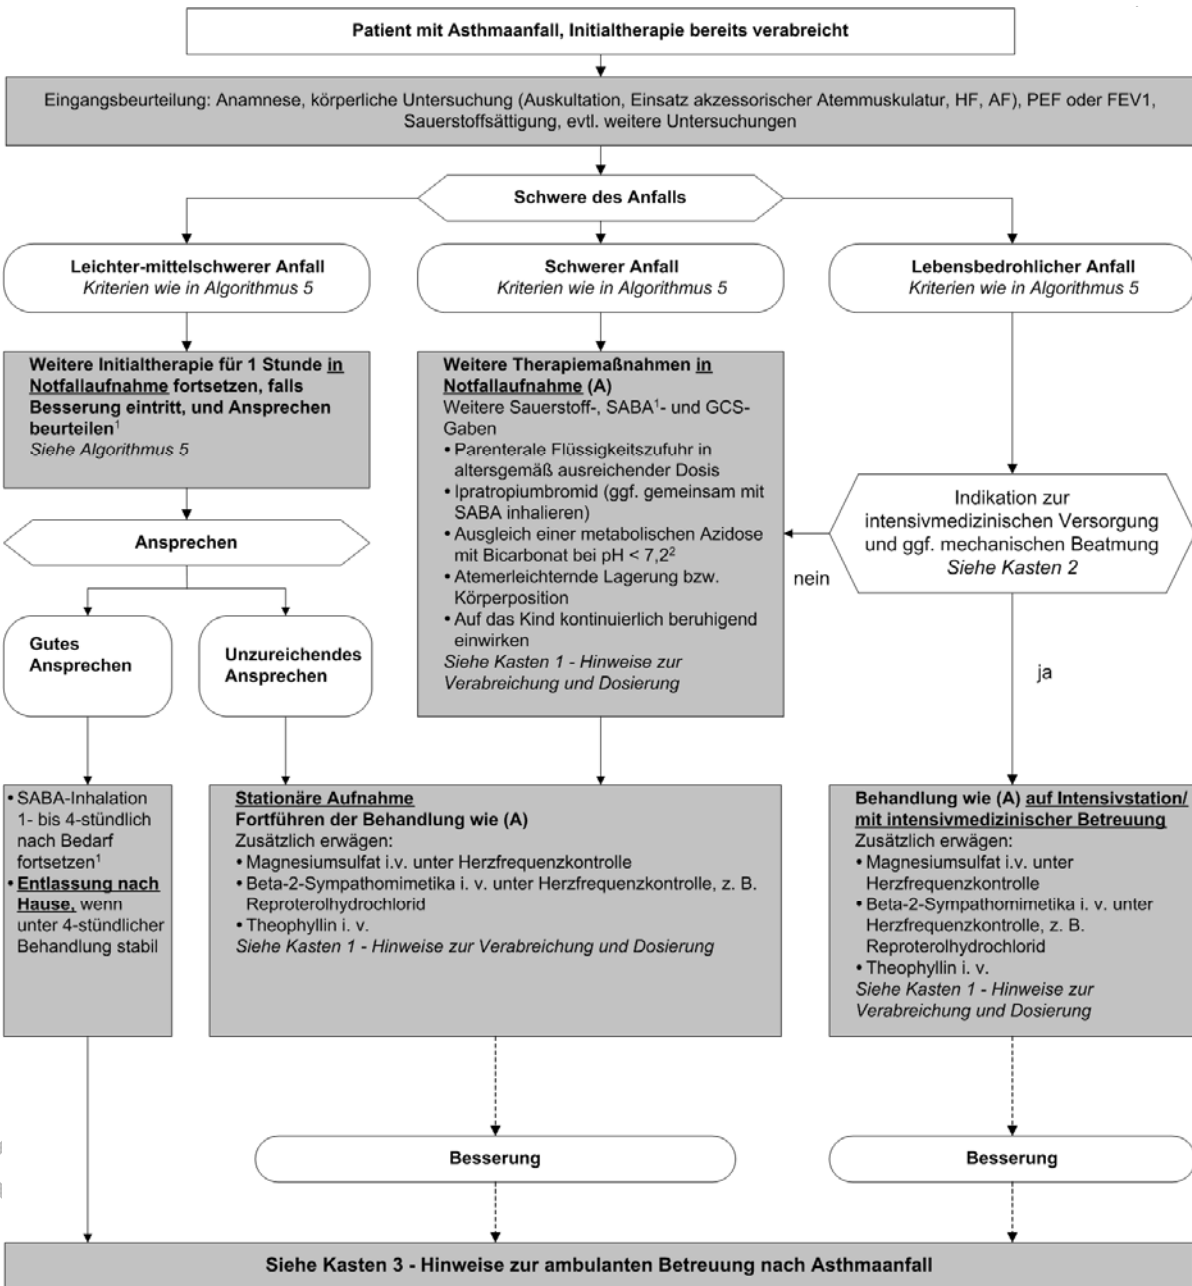 Patient mit Asthmaanfall, Initialtherapie bereits verabreicht
Eingangsbeurteilung: Anamnese, körperliche Untersuchung (Auskultation, Einsatz akzessorischer Atemmuskulatur, HF, AF), PEF oder FEV1,
Sauerstoffsättigung, evtl. weitere Untersuchungen
Schwere des Anfalls
Leichter-mittelschwerer Anfall
Kriterien wie in Algorithmus 5
Schwerer Anfall
Kriterien wie in Algorithmus 5
Lebensbedrohlicher Anfall
Kriterien wie in Algorithmus 5
Weitere Initialtherapie für 1 Stunde in
Notfallaufnahme fortsetzen, falls
Besserung eintritt, und Ansprechen
beurteilen¹
Siehe Algorithmus 5
Weitere Therapiemaßnahmen in
Notfallaufnahme (A)
Weitere Sauerstoff-, SABA¹- und GCS-
Gaben
• Parenterale Flüssigkeitszufuhr in
altersgemäß ausreichender Dosis
• Ipratropiumbromid (ggf. gemeinsam mit
SABA inhalieren)
• Ausgleich einer metabolischen Azidose
mit Bicarbonat bei pH < 7,2²
• Atemerleichternde Lagerung bzw.
Körperposition
• Auf das Kind kontinuierlich beruhigend
einwirken
Siehe Kasten 1 - Hinweise zur
Verabreichung und Dosierung
Indikation zur
intensivmedizinischen Versorgung
und ggf. mechanischen Beatmung
Siehe Kasten 2
nein
ja
Ansprechen
Gutes
Ansprechen
Unzureichendes
Ansprechen
• SABA-Inhalation
1- bis 4-stündlich
nach Bedarf
fortsetzen¹
• Entlassung nach
Hause, wenn
unter 4-stündlicher
Behandlung stabil
Stationäre Aufnahme
Fortführen der Behandlung wie (A)
Zusätzlich erwägen:
• Magnesiumsulfat i.v. unter Herzfrequenzkontrolle
• Beta-2-Sympathomimetika i. v. unter Herzfrequenzkontrolle, z. B.
Reproterolhydrochlorid
• Theophyllin i. v.
Siehe Kasten 1 - Hinweise zur Verabreichung und Dosierung
Behandlung wie (A) auf Intensivstation/
mit intensivmedizinischer Betreuung
Zusätzlich erwägen:
• Magnesiumsulfat i.v. unter
Herzfrequenzkontrolle
• Beta-2-Sympathomimetika i. v. unter
Herzfrequenzkontrolle, z. B.
Reproterolhydrochlorid
• Theophyllin i. v.
Siehe Kasten 1 - Hinweise zur
Verabreichung und Dosierung
Besserung
Besserung
Siehe Kasten 3 - Hinweise zur ambulanten Betreuung nach Asthmaanfall